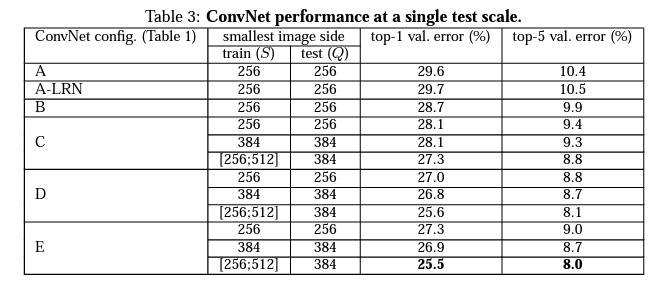 Table 3: ConvNet performance at a single test scale.
ConvNet config. (Table 1) smallest image side top-1 val. error (%) top-5 val. error (%)
train (S) test (Q)
A 256 256 29.6 10.4
A-LRN 256 256 29.7 10.5
B 256 256 28.7 9.9
C 256 256 28.1 9.4
384 384 28.1 9.3
[256;512] 384 27.3 8.8
D 256 256 27.0 8.8
384 384 26.8 8.7
[256;512] 384 25.6 8.1
E 256 256 27.3 9.0
384 384 26.9 8.7
[256;512] 384 25.5 8.0